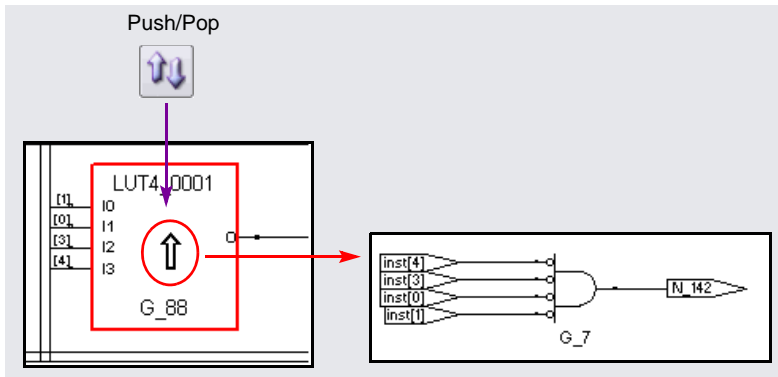 Push/Pop
LUT4_0001
[1]
I0
[0]
I1
[3]
I2
[4]
I3
O
G_88
inst[4]
inst[3]
inst[0]
inst[1]
N_142
G_7